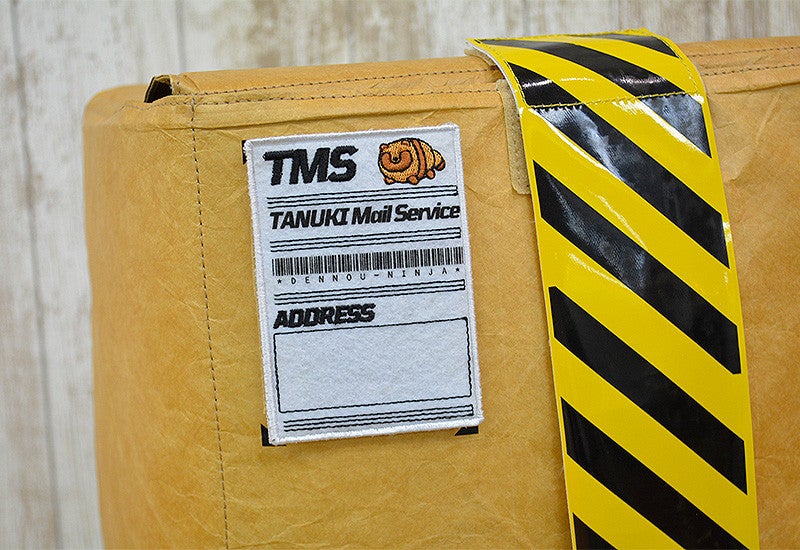 TMS
TANUKI Mail Service
*DENNOU-NINJA*
ADDRESS